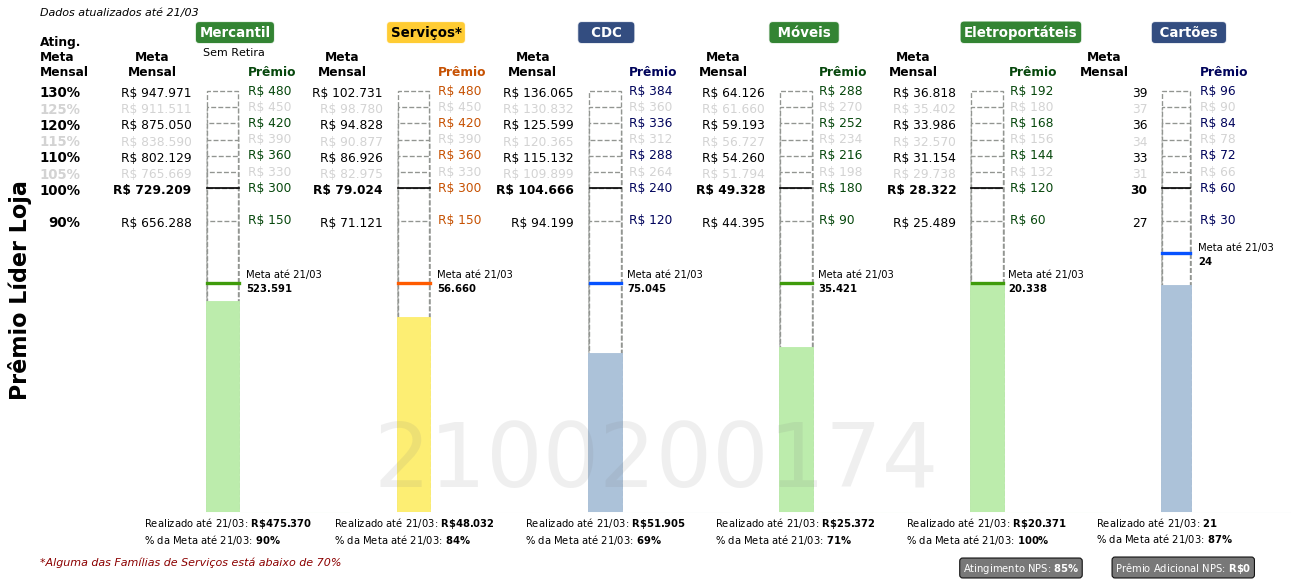 Dados atualizados até 21/03
Mercantil Serviços* CDC Móveis Eletroportáteis Cartões
Sem Retira
Ating. Meta Mensal Meta Mensal Prêmio Meta Mensal Prêmio Meta Mensal Prêmio Meta Mensal Prêmio Meta Mensal Prêmio Meta Mensal Prêmio
130% R$ 947.971 R$ 480 R$ 102.731 R$ 480 R$ 136.065 R$ 384 R$ 64.126 R$ 288 R$ 36.818 R$ 192 39 R$ 96
125% R$ 911.511 R$ 450 R$ 98.780 R$ 450 R$ 130.832 R$ 360 R$ 61.660 R$ 270 R$ 35.402 R$ 180 37 R$ 90
120% R$ 875.050 R$ 420 R$ 94.828 R$ 420 R$ 125.599 R$ 336 R$ 59.193 R$ 252 R$ 33.986 R$ 168 36 R$ 84
115% R$ 838.590 R$ 390 R$ 90.877 R$ 390 R$ 120.365 R$ 312 R$ 56.727 R$ 234 R$ 32.570 R$ 156 34 R$ 78
110% R$ 802.129 R$ 360 R$ 86.926 R$ 360 R$ 115.132 R$ 288 R$ 54.260 R$ 216 R$ 31.154 R$ 144 33 R$ 72
105% R$ 765.669 R$ 330 R$ 82.975 R$ 330 R$ 109.899 R$ 264 R$ 51.794 R$ 198 R$ 29.738 R$ 132 31 R$ 66
100% R$ 729.209 R$ 300 R$ 79.024 R$ 300 R$ 104.666 R$ 240 R$ 49.328 R$ 180 R$ 28.322 R$ 120 30 R$ 60
90% R$ 656.288 R$ 150 R$ 71.121 R$ 150 R$ 94.199 R$ 120 R$ 44.395 R$ 90 R$ 25.489 R$ 60 27 R$ 30
Prêmio Líder Loja
Meta até 21/03
24
Meta até 21/03 Meta até 21/03 Meta até 21/03 Meta até 21/03 Meta até 21/03
523.591 56.660 75.045 35.421 20.338
2100200174
Realizado até 21/03: R$475.370 Realizado até 21/03: R$48.032 Realizado até 21/03: R$51.905 Realizado até 21/03: R$25.372 Realizado até 21/03: R$20.371 Realizado até 21/03: 21
% da Meta até 21/03: 90% % da Meta até 21/03: 84% % da Meta até 21/03: 69% % da Meta até 21/03: 71% % da Meta até 21/03: 100% % da Meta até 21/03: 87%
*Alguma das Famílias de Serviços está abaixo de 70% Atingimento NPS: 85% Prêmio Adicional NPS: R$0